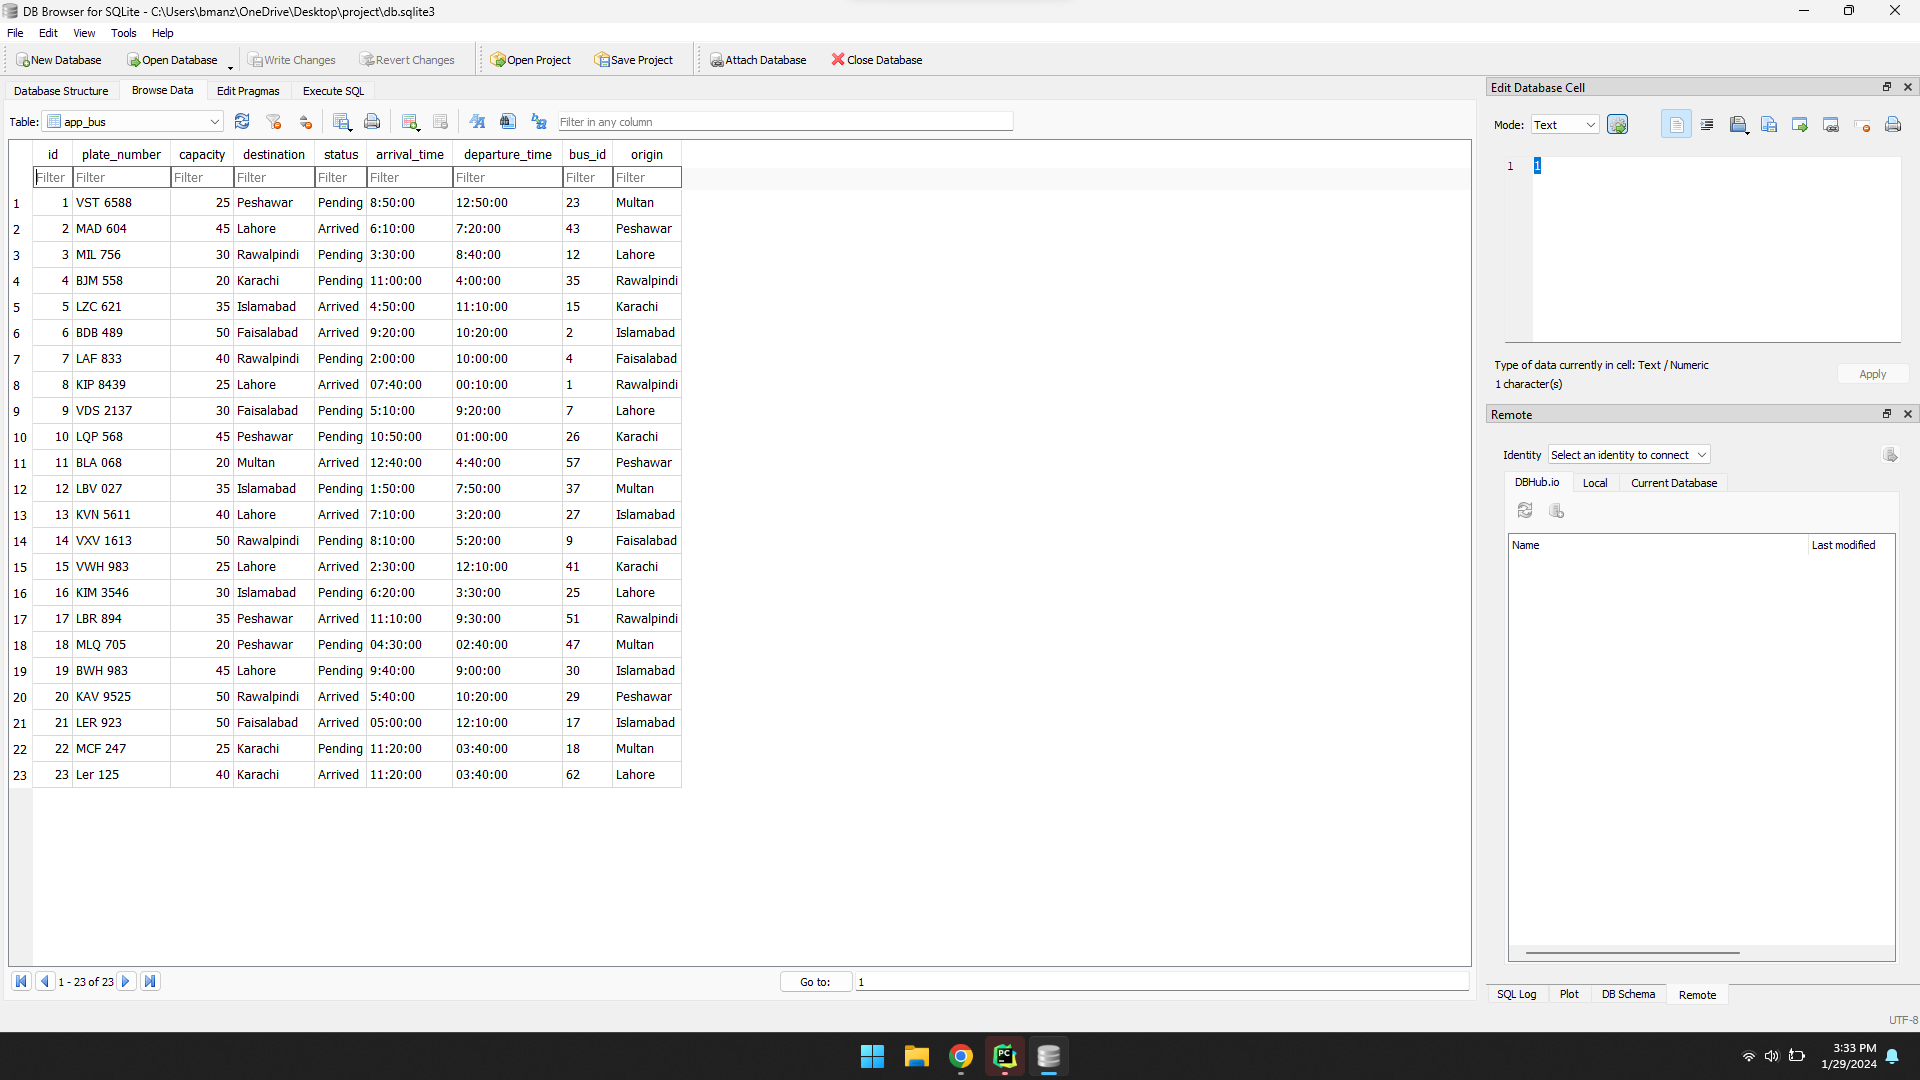 DB Browser for SQLite - C:\Users\bmanz\OneDrive\Desktop\project\db.sqlite3
File Edit View Tools Help
New Database Open Database Write Changes Revert Changes Open Project Save Project Attach Database Close Database
Database Structure Browse Data Edit Pragmas Execute SQL
Table: app_bus Filter in any column
id plate_number capacity destination status arrival_time departure_time bus_id origin
Filter Filter Filter Filter Filter Filter Filter Filter Filter
1 1 VST 6588 25 Peshawar Pending 8:50:00 12:50:00 23 Multan
2 2 MAD 604 45 Lahore Arrived 6:10:00 7:20:00 43 Peshawar
3 3 MIL 756 30 Rawalpindi Pending 3:30:00 8:40:00 12 Lahore
4 4 BJM 558 20 Karachi Pending 11:00:00 4:00:00 35 Rawalpindi
5 5 LZC 621 35 Islamabad Arrived 4:50:00 11:10:00 15 Karachi
6 6 BDB 489 50 Faisalabad Arrived 9:20:00 10:20:00 2 Islamabad
7 7 LAF 833 40 Rawalpindi Pending 2:00:00 10:00:00 4 Faisalabad
8 8 KIP 8439 25 Lahore Arrived 07:40:00 00:10:00 1 Rawalpindi
9 9 VDS 2137 30 Faisalabad Pending 5:10:00 9:20:00 7 Lahore
10 10 LQP 568 45 Peshawar Pending 10:50:00 01:00:00 26 Karachi
11 11 BLA 068 20 Multan Arrived 12:40:00 4:40:00 57 Peshawar
12 12 LBV 027 35 Islamabad Pending 1:50:00 7:50:00 37 Multan
13 13 KVN 5611 40 Lahore Arrived 7:10:00 3:20:00 27 Islamabad
14 14 VXV 1613 50 Rawalpindi Pending 8:10:00 5:20:00 9 Faisalabad
15 15 VWH 983 25 Lahore Arrived 2:30:00 12:10:00 41 Karachi
16 16 KIM 3546 30 Islamabad Pending 6:20:00 3:30:00 25 Lahore
17 17 LBR 894 35 Peshawar Arrived 11:10:00 9:30:00 51 Rawalpindi
18 18 MLQ 705 20 Peshawar Pending 04:30:00 02:40:00 47 Multan
19 19 BWH 983 45 Lahore Pending 9:40:00 9:00:00 30 Islamabad
20 20 KAV 9525 50 Rawalpindi Arrived 5:40:00 10:20:00 29 Peshawar
21 21 LER 923 50 Faisalabad Arrived 05:00:00 12:10:00 17 Islamabad
22 22 MCF 247 25 Karachi Pending 11:20:00 03:40:00 18 Multan
23 23 Ler 125 40 Karachi Arrived 11:20:00 03:40:00 62 Lahore
1 - 23 of 23 Go to: 1
Edit Database Cell
Mode: Text
1 1
Type of data currently in cell: Text / Numeric
1 character(s)
Apply
Remote
Identity Select an identity to connect
DBHub.io Local Current Database
Name Last modified
SQL Log Plot DB Schema Remote
UTF-8
PC
3:33 PM
1/29/2024